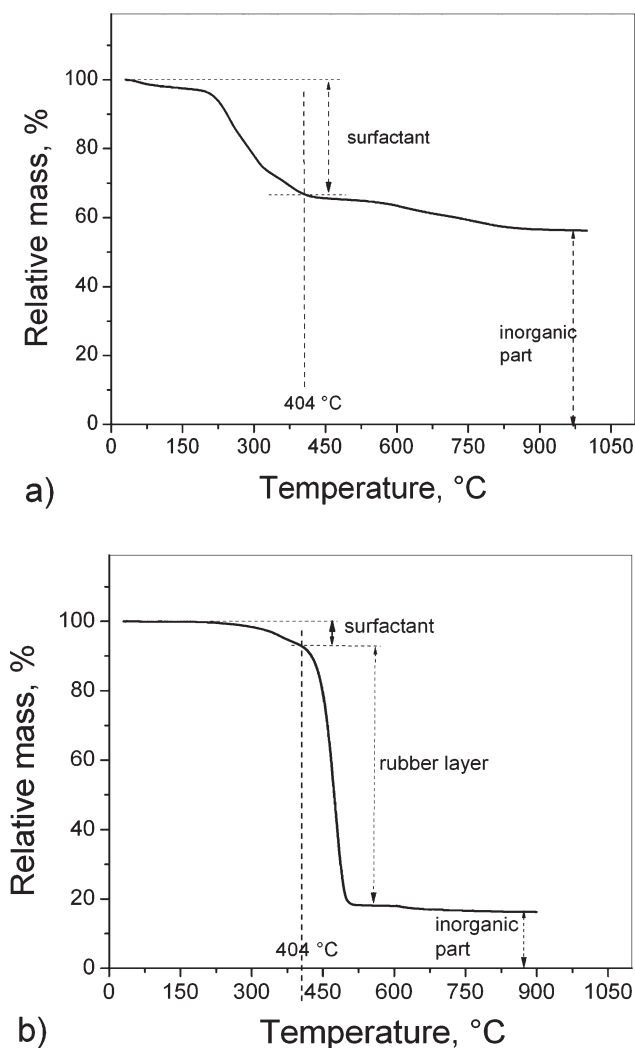 100
80
60
40
20
0
Relative mass, %
surfactant
inorganic
part
404 °C
0 150 300 450 600 750 900 1050
a)
Temperature, °C
100
80
60
40
20
0
Relative mass, %
surfactant
rubber layer
inorganic
part
404 °C
0 150 300 450 600 750 900 1050
b)
Temperature, °C